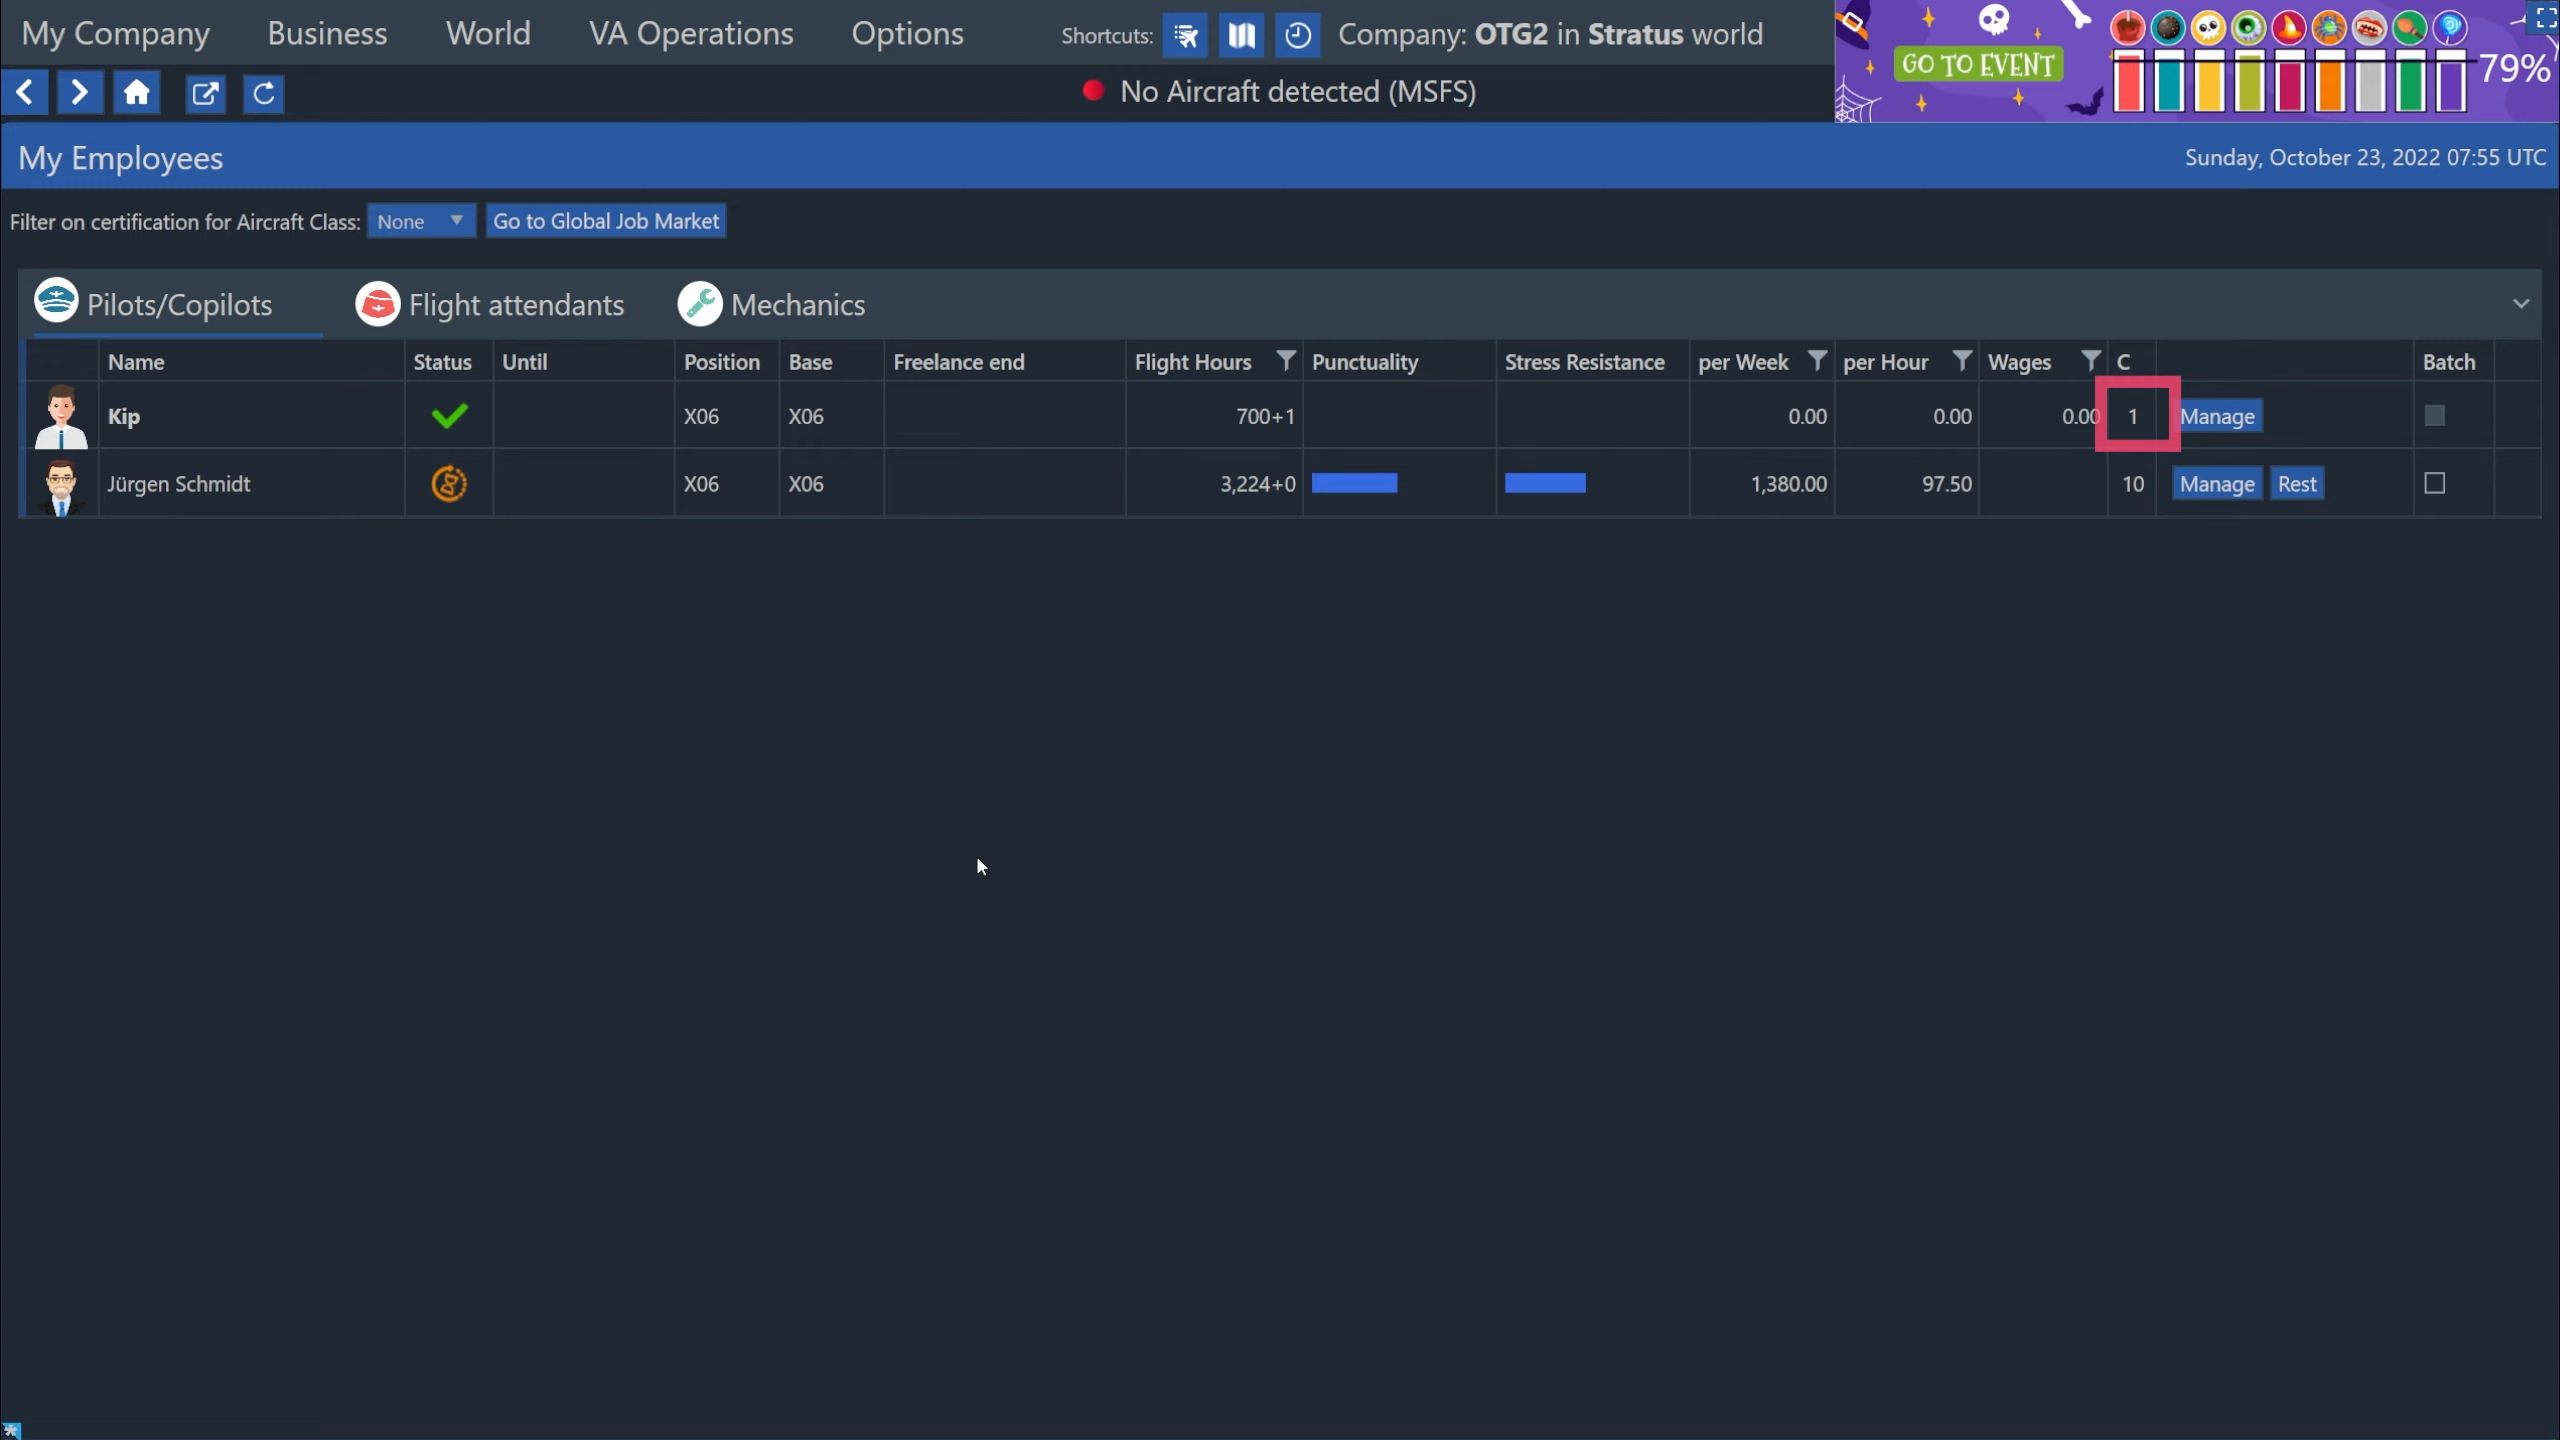 My Company Business World VA Operations Options Shortcuts: Company: OTG2 in Stratus world
GO TO EVENT 79%
No Aircraft detected (MSFS)
My Employees Sunday, October 23, 2022 07:55 UTC
Filter on certification for Aircraft Class: None Go to Global Job Market
Pilots/Copilots Flight attendants Mechanics
Name Status Until Position Base Freelance end Flight Hours Punctuality Stress Resistance per Week per Hour Wages C Batch
Kip X06 X06 700+1 0.00 0.00 0.00 1 Manage
Jürgen Schmidt X06 X06 3,224+0 1,380.00 97.50 10 Manage Rest